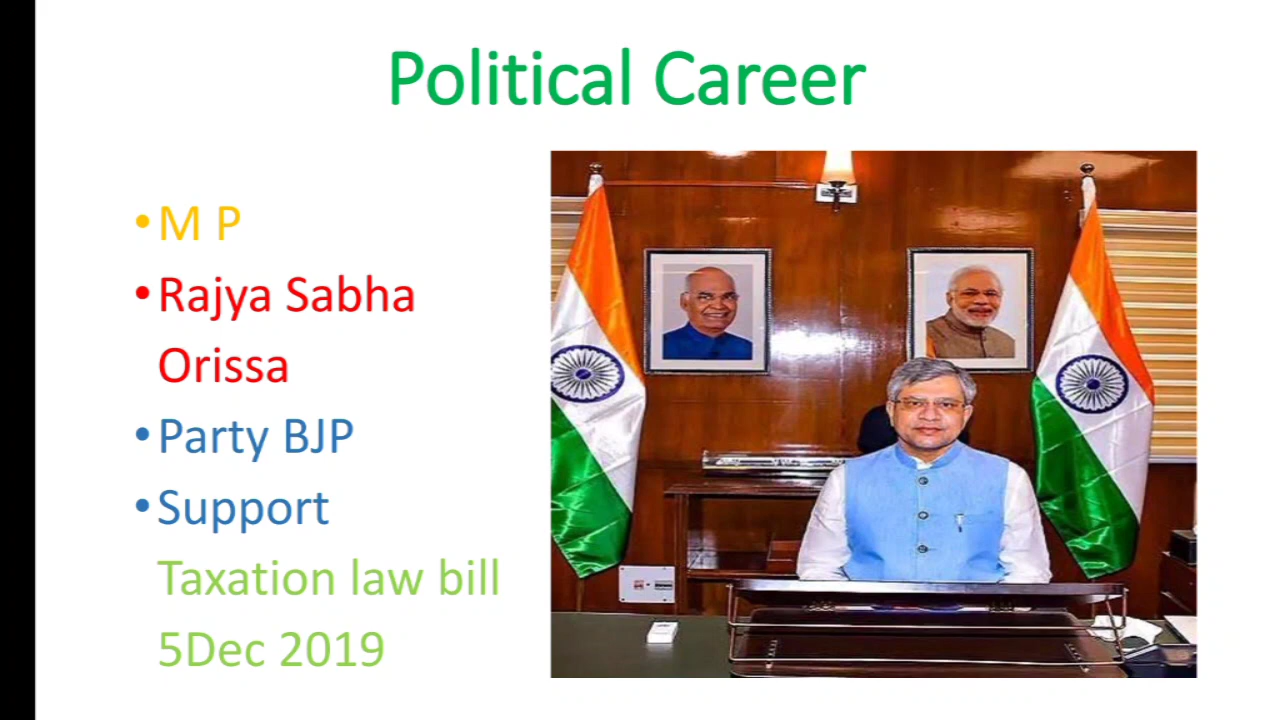 Political Career
•M P
•Rajya Sabha
Orissa
•Party BJP
•Support
Taxation law bill
5Dec 2019